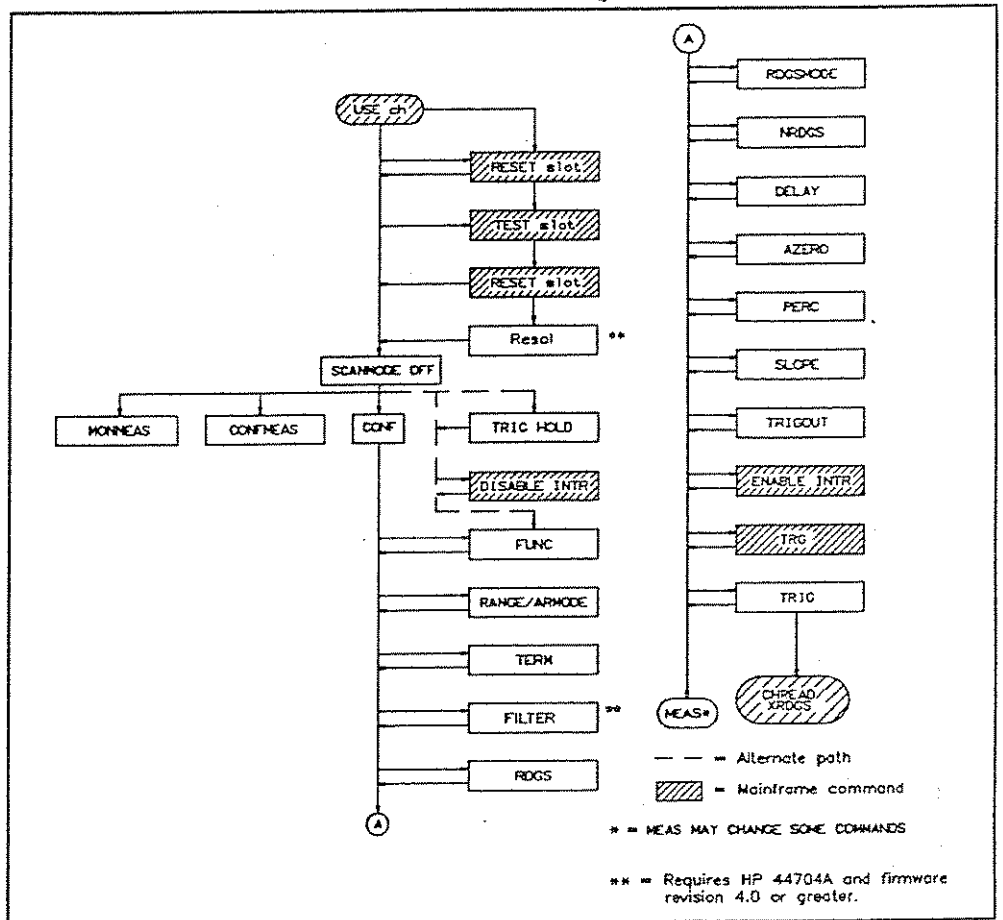 USE ch
RESET slot
TEST slot
RESET slot
Resol **
SCANMODE OFF
MONMEAS
CONFMEAS
CONF
TRIG HOLD
DISABLE INTR
FUNC
RANGE/ARMODE
TERM
FILTER **
RDGS
A
A
RDGSMODE
NRDGS
DELAY
AZERO
PERC
SLOPE
TRIGOUT
ENABLE INTR
TRG
TRIG
CHREAD
XRDGS
MEAS*
— — = Alternate path
= Mainframe command
* = MEAS MAY CHANGE SOME COMMANDS
** = Requires HP 44704A and firmware
revision 4.0 or greater.